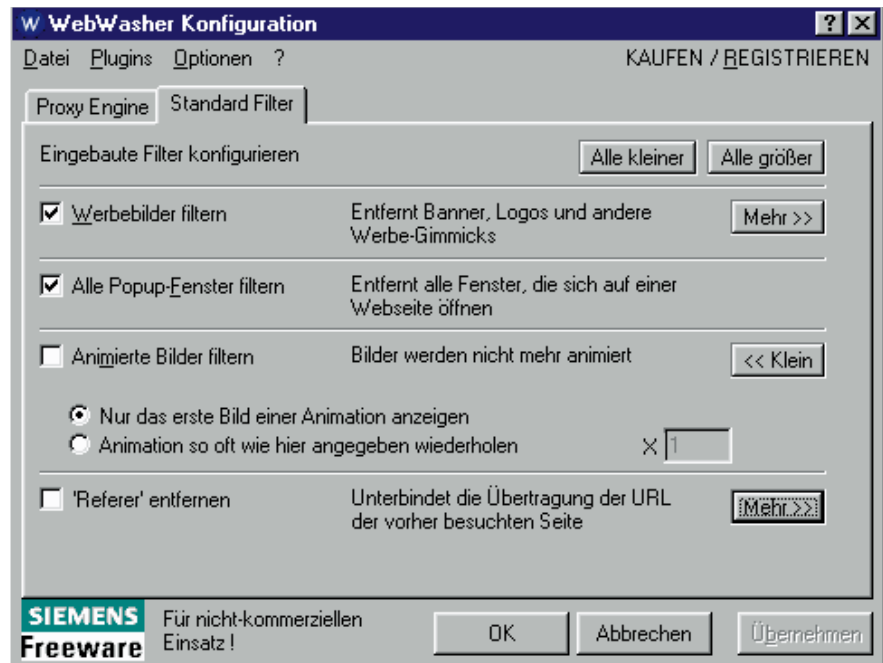 W WebWasher Konfiguration ? X
Datei Plugins Optionen ? KAUFEN / REGISTRIEREN
Proxy Engine Standard Filter
Eingebaute Filter konfigurieren Alle kleiner Alle größer
Werbebilder filtern Entfernt Banner, Logos und andere Mehr >>
Werbe-Gimmicks
Alle Popup-Fenster filtern Entfernt alle Fenster, die sich auf einer
Webseite öffnen
Animierte Bilder filtern Bilder werden nicht mehr animiert << Klein
Nur das erste Bild einer Animation anzeigen
Animation so oft wie hier angegeben wiederholen X 1
'Referer' entfernen Unterbindet die Übertragung der URL Mehr >>
der vorher besuchten Seite
SIEMENS Für nicht-kommerziellen OK Abbrechen Übernehmen
Freeware Einsatz !